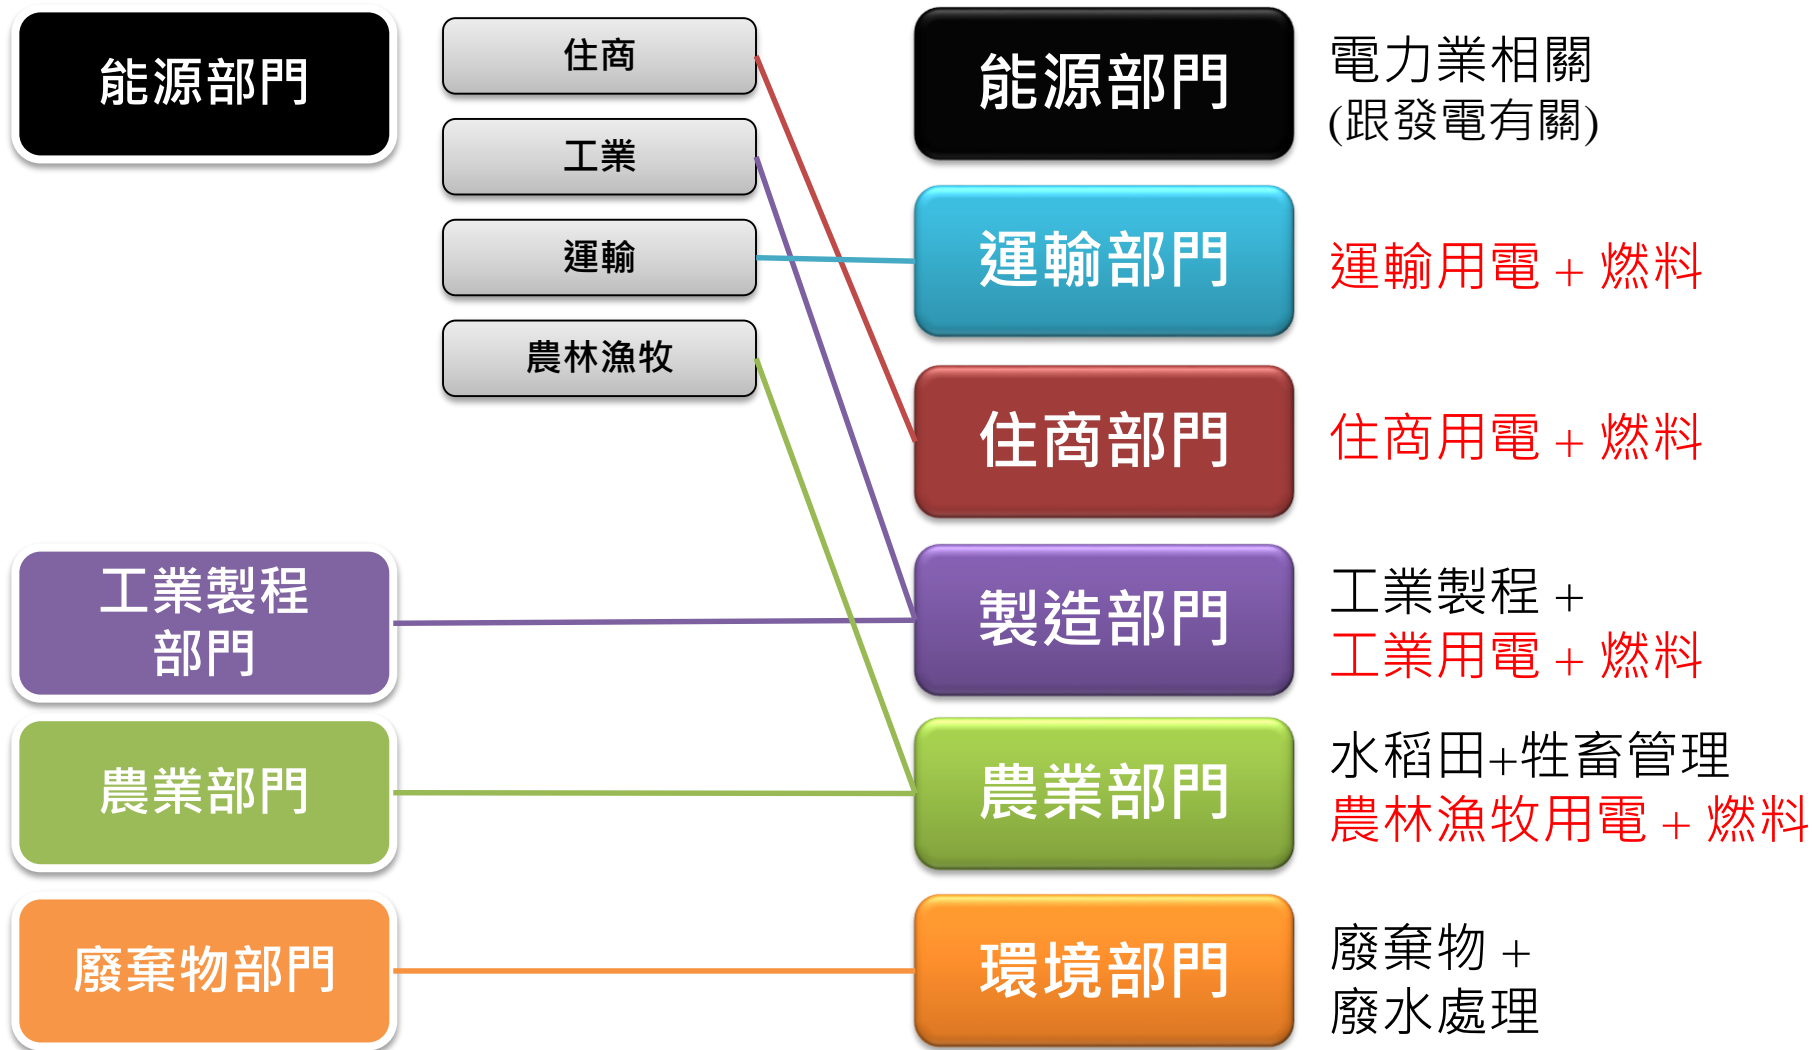 能源部門
住商
工業
運輸
農林漁牧
工業製程
部門
農業部門
廢棄物部門
能源部門
電力業相關
(跟發電有關)
運輸部門
運輸用電 + 燃料
住商部門
住商用電 + 燃料
製造部門
工業製程 +
工業用電 + 燃料
農業部門
水稻田+牲畜管理
農林漁牧用電 + 燃料
環境部門
廢棄物 +
廢水處理